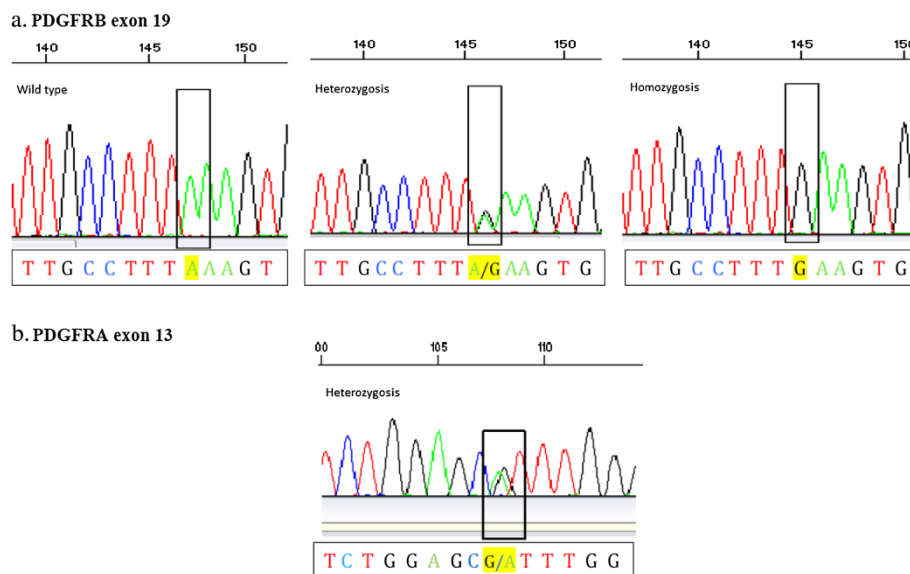 a. PDGFRB exon 19
140 145 150 140 145 150 140 145 150
Wild type Heterozygosis Homozygosis
T T G C C T T T A A A G T T T G C C T T T A/G A A G T G T T G C C T T T G A A G T G
b. PDGFRA exon 13
00 105 110
Heterozygosis
T C T G G A G C G/A T T T G G